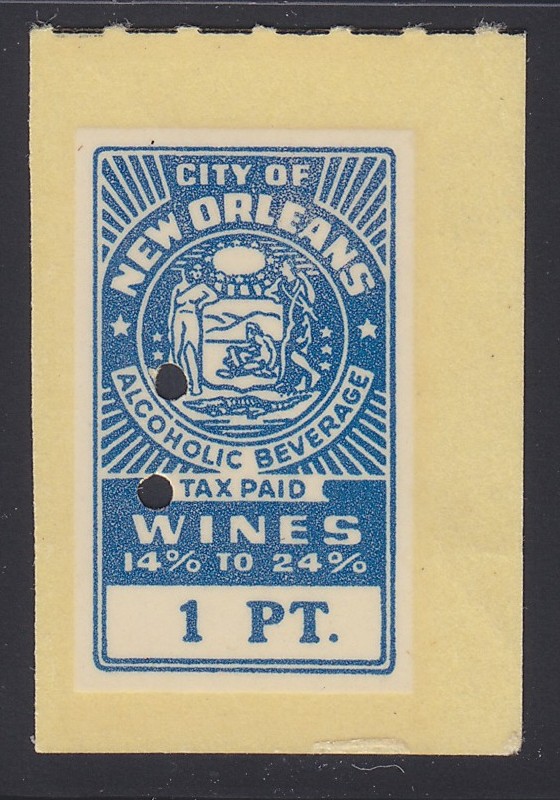 CITY OF
NEW ORLEANS
ALCOHOLIC BEVERAGE
TAX PAID
WINES
14% TO 24%
1 PT.